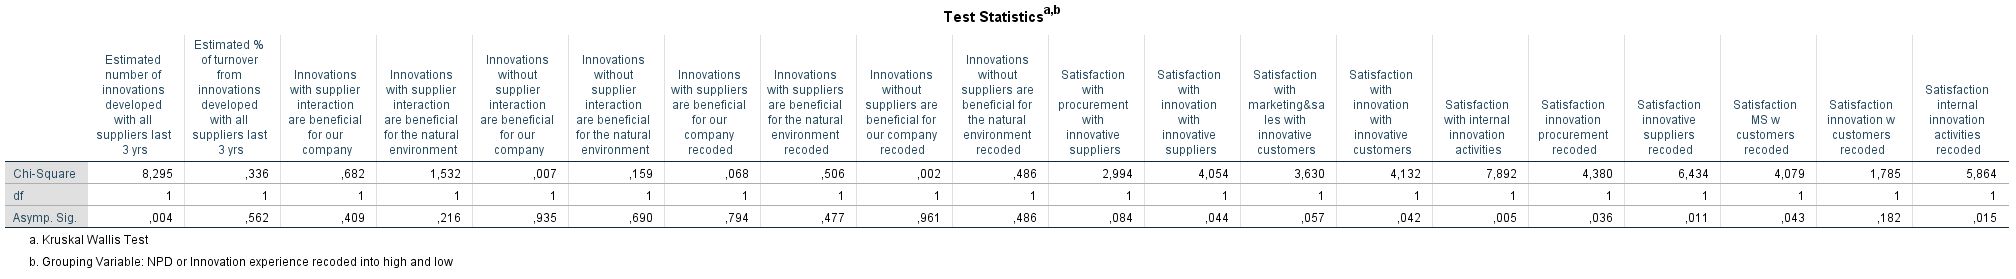 Test Statisticsa,b
Estimated number of innovations developed with all suppliers last 3 yrs
Estimated % of turnover from innovations developed with all suppliers last 3 yrs
Innovations with supplier interaction are beneficial for our company
Innovations with supplier interaction are beneficial for the natural environment
Innovations without supplier interaction are beneficial for our company
Innovations without supplier interaction are beneficial for the natural environment
Innovations with suppliers are beneficial for our company recoded
Innovations with suppliers are beneficial for the natural environment recoded
Innovations without suppliers are beneficial for our company recoded
Innovations without suppliers are beneficial for the natural environment recoded
Satisfaction with procurement with innovative suppliers
Satisfaction with innovation with innovative suppliers
Satisfaction with marketing&sa les with innovative customers
Satisfaction with innovation with innovative customers
Satisfaction with internal innovation activities
Satisfaction innovation procurement recoded
Satisfaction innovative suppliers recoded
Satisfaction MS w customers recoded
Satisfaction innovation w customers recoded
Satisfaction internal innovation activities recoded
Chi-Square 8,295 ,336 ,682 1,532 ,007 ,159 ,068 ,506 ,002 ,486 2,994 4,054 3,630 4,132 7,892 4,380 6,434 4,079 1,785 5,864
df 1 1 1 1 1 1 1 1 1 1 1 1 1 1 1 1 1 1 1 1
Asymp. Sig. ,004 ,562 ,409 ,216 ,935 ,690 ,794 ,477 ,961 ,486 ,084 ,044 ,057 ,042 ,005 ,036 ,011 ,043 ,182 ,015
a. Kruskal Wallis Test
b. Grouping Variable: NPD or Innovation experience recoded into high and low